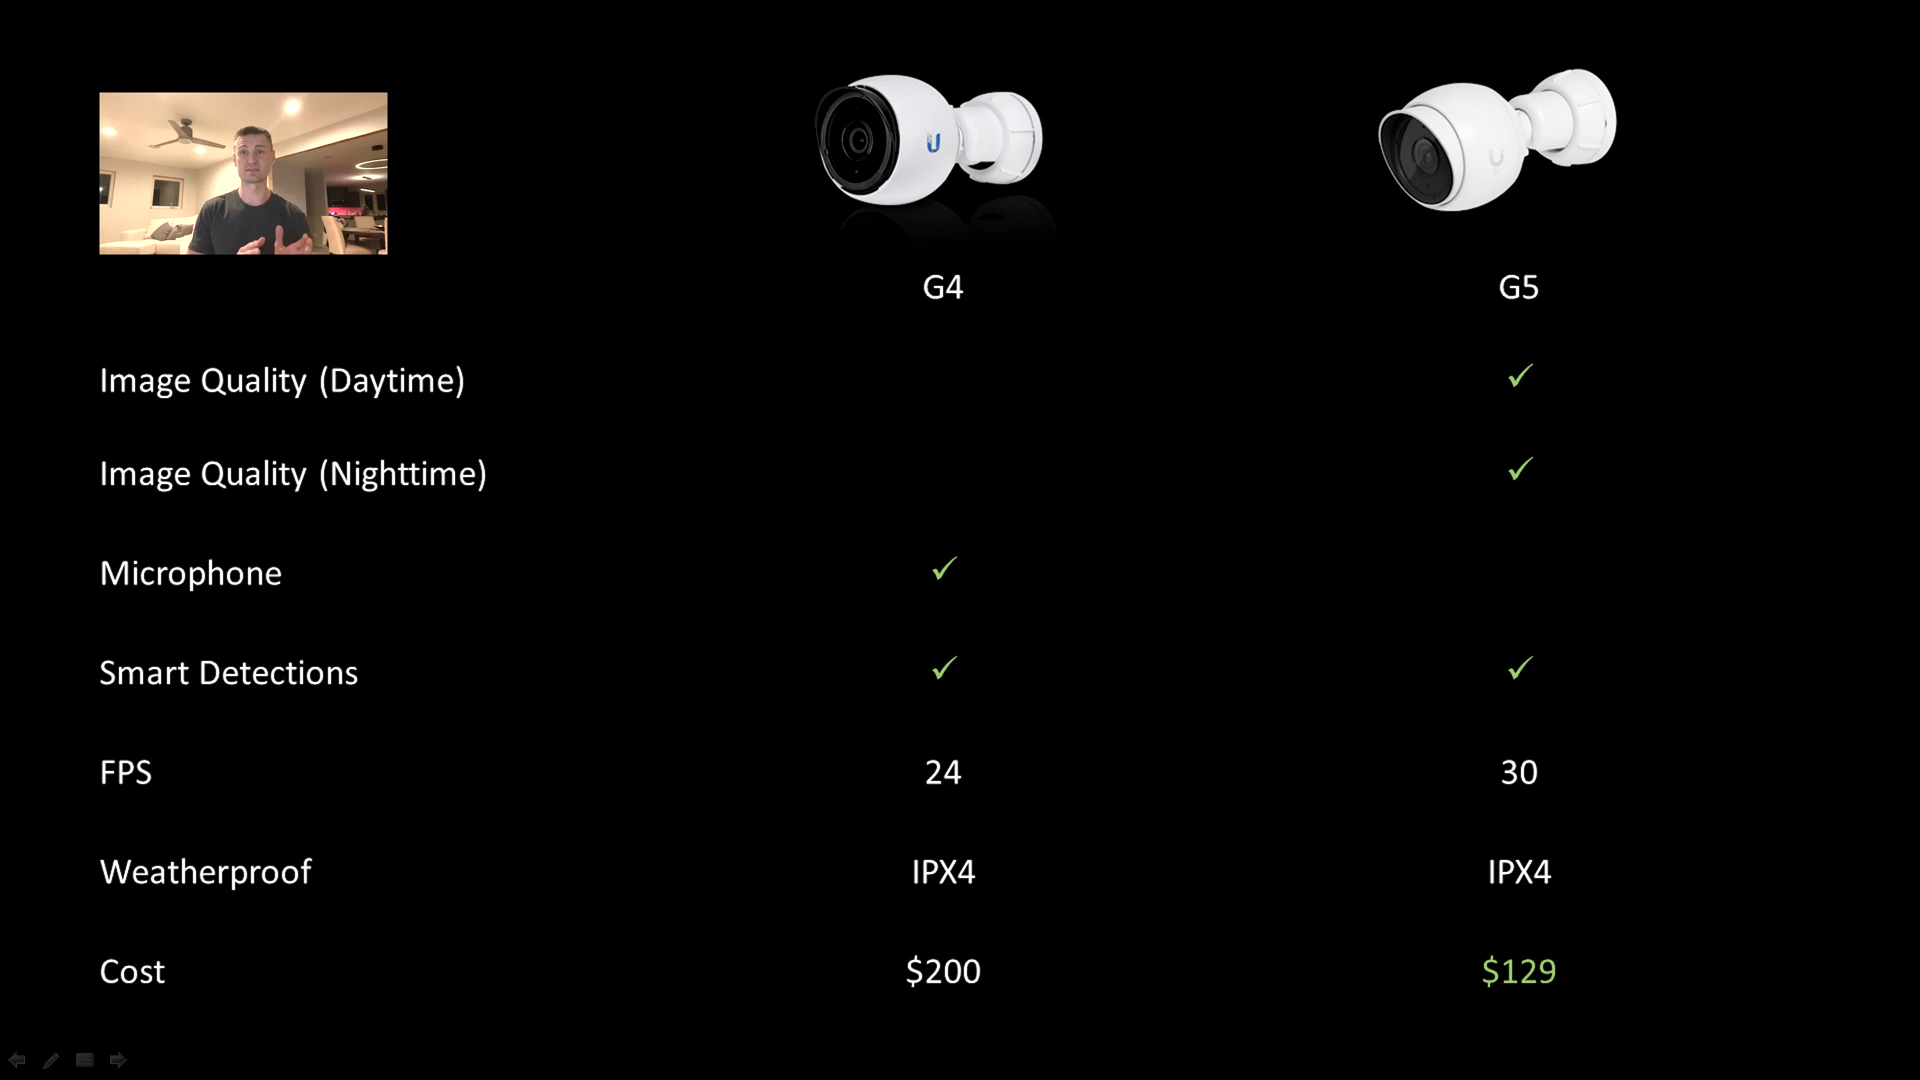 G4 G5
Image Quality (Daytime) ✓
Image Quality (Nighttime) ✓
Microphone ✓
Smart Detections ✓ ✓
FPS 24 30
Weatherproof IPX4 IPX4
Cost $200 $129